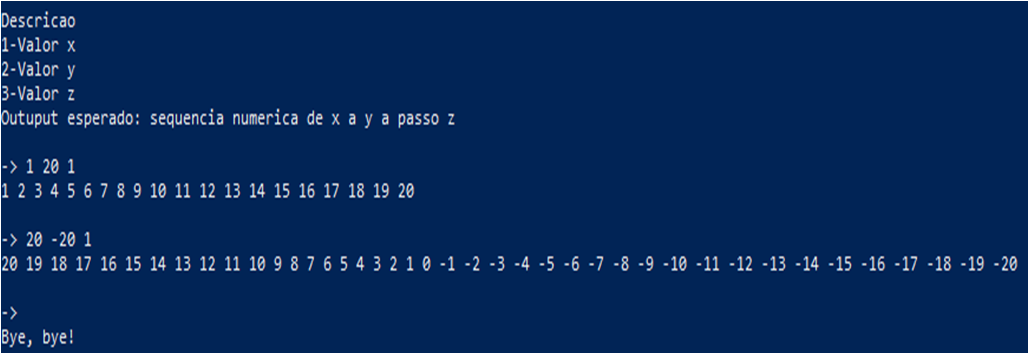 Descricao
1-Valor x
2-Valor y
3-Valor z
Outuput esperado: sequencia numerica de x a y a passo z
-> 1 20 1
1 2 3 4 5 6 7 8 9 10 11 12 13 14 15 16 17 18 19 20
-> 20 -20 1
20 19 18 17 16 15 14 13 12 11 10 9 8 7 6 5 4 3 2 1 0 -1 -2 -3 -4 -5 -6 -7 -8 -9 -10 -11 -12 -13 -14 -15 -16 -17 -18 -19 -20
->
Bye, bye!